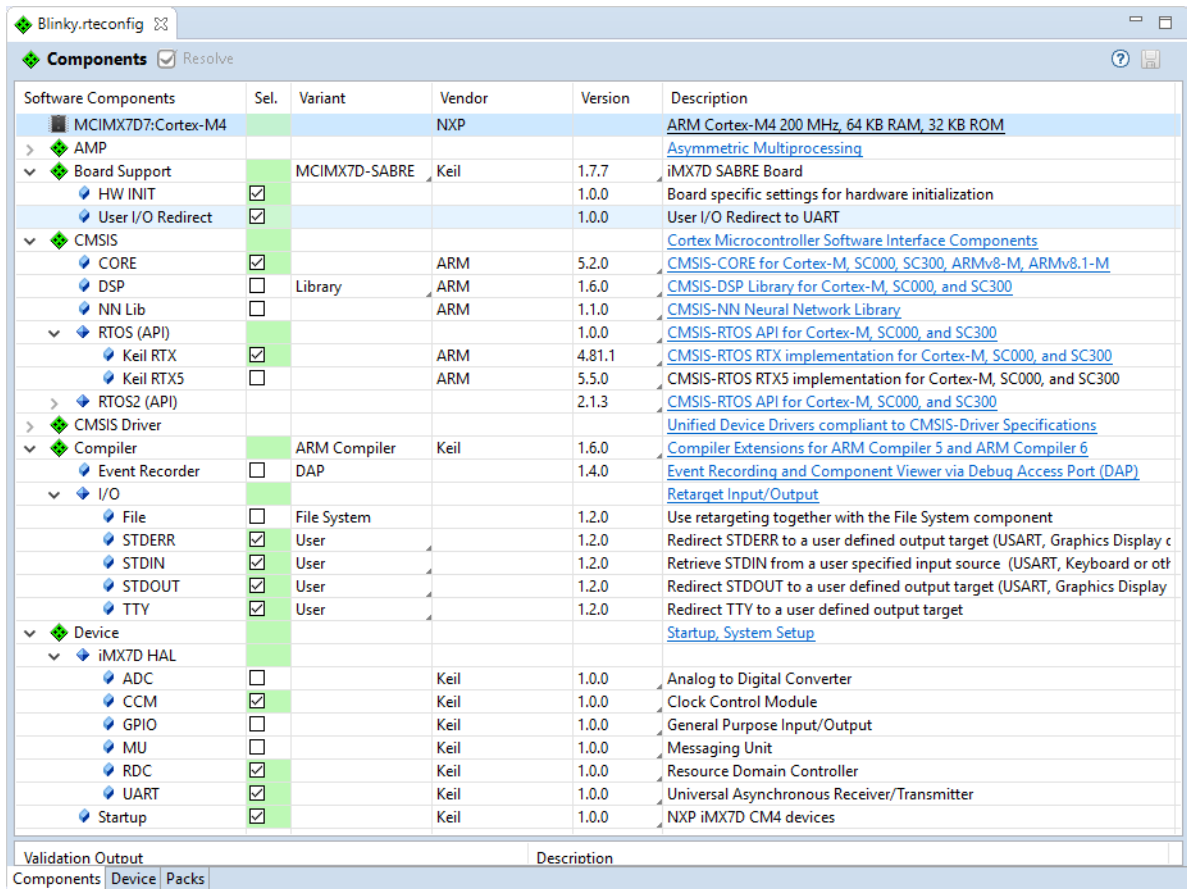 Blinky.rteconfig
Components Resolve
Software Components Sel. Variant Vendor Version Description
MCIMX7D7:Cortex-M4 NXP ARM Cortex-M4 200 MHz, 64 KB RAM, 32 KB ROM
AMP Asymmetric Multiprocessing
Board Support MCIMX7D-SABRE Keil 1.7.7 iMX7D SABRE Board
HW INIT 1.0.0 Board specific settings for hardware initialization
User I/O Redirect 1.0.0 User I/O Redirect to UART
CMSIS Cortex Microcontroller Software Interface Components
CORE ARM 5.2.0 CMSIS-CORE for Cortex-M, SC000, SC300, ARMv8-M, ARMv8.1-M
DSP Library ARM 1.6.0 CMSIS-DSP Library for Cortex-M, SC000, and SC300
NN Lib ARM 1.1.0 CMSIS-NN Neural Network Library
RTOS (API) 1.0.0 CMSIS-RTOS API for Cortex-M, SC000, and SC300
Keil RTX ARM 4.81.1 CMSIS-RTOS RTX implementation for Cortex-M, SC000, and SC300
Keil RTX5 ARM 5.5.0 CMSIS-RTOS RTX5 implementation for Cortex-M, SC000, and SC300
RTOS2 (API) 2.1.3 CMSIS-RTOS API for Cortex-M, SC000, and SC300
CMSIS Driver Unified Device Drivers compliant to CMSIS-Driver Specifications
Compiler ARM Compiler Keil 1.6.0 Compiler Extensions for ARM Compiler 5 and ARM Compiler 6
Event Recorder DAP 1.4.0 Event Recording and Component Viewer via Debug Access Port (DAP)
I/O Retarget Input/Output
File File System 1.2.0 Use retargeting together with the File System component
STDERR User 1.2.0 Redirect STDERR to a user defined output target (USART, Graphics Display
STDIN User 1.2.0 Retrieve STDIN from a user specified input source (USART, Keyboard or oth
STDOUT User 1.2.0 Redirect STDOUT to a user defined output target (USART, Graphics Display
TTY User 1.2.0 Redirect TTY to a user defined output target
Device Startup, System Setup
iMX7D HAL
ADC Keil 1.0.0 Analog to Digital Converter
CCM Keil 1.0.0 Clock Control Module
GPIO Keil 1.0.0 General Purpose Input/Output
MU Keil 1.0.0 Messaging Unit
RDC Keil 1.0.0 Resource Domain Controller
UART Keil 1.0.0 Universal Asynchronous Receiver/Transmitter
Startup Keil 1.0.0 NXP iMX7D CM4 devices
Validation Output Description
Components Device Packs